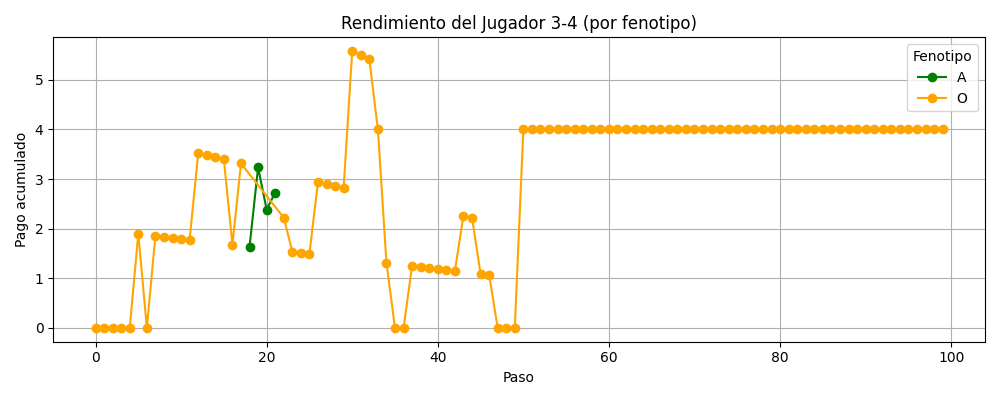 Rendimiento del Jugador 3-4 (por fenotipo)
Fenotipo
A
O
Pago acumulado
5
4
3
2
1
0
0 20 40 60 80 100
Paso